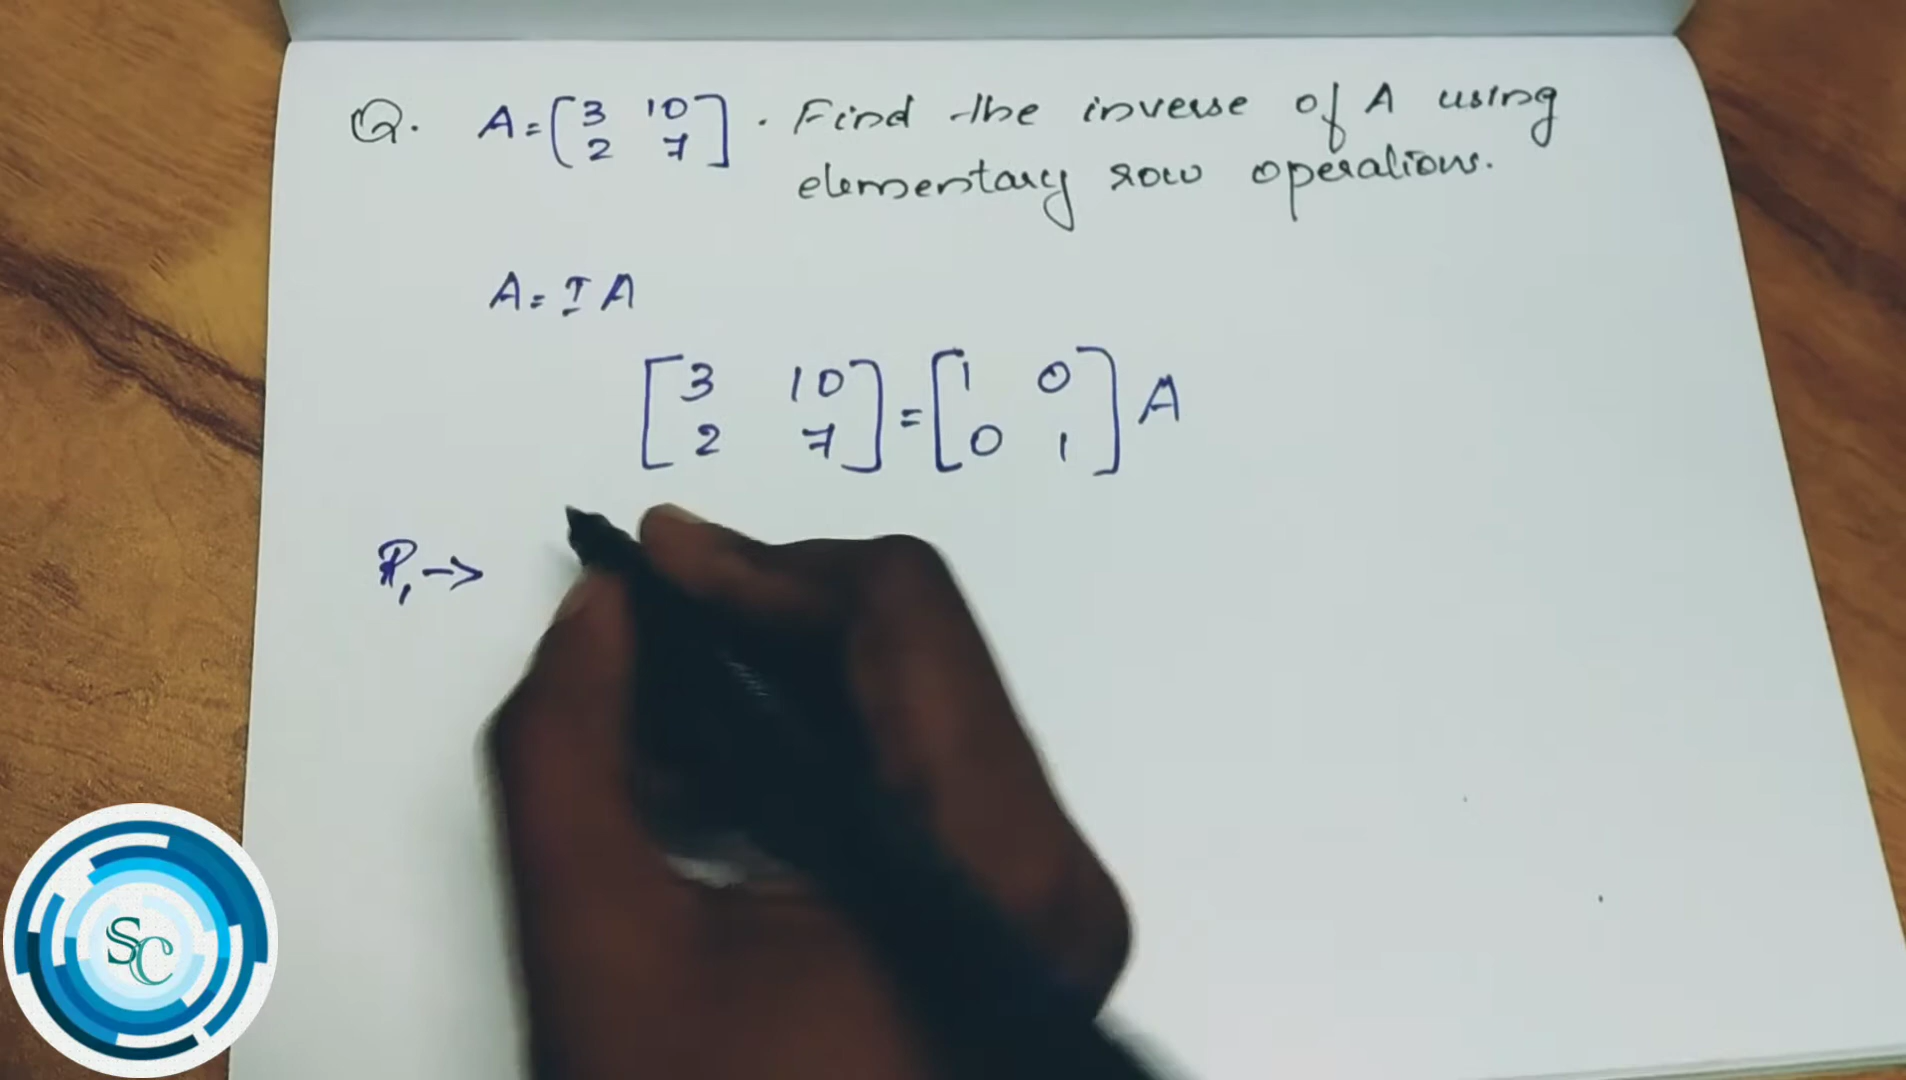 Q. A = [3 10] . Find the inverse of A using
[2 7] elementary row operations.
A = I A
[3 10] = [1 0] A
[2 7] [0 1]
R₁ →
SC